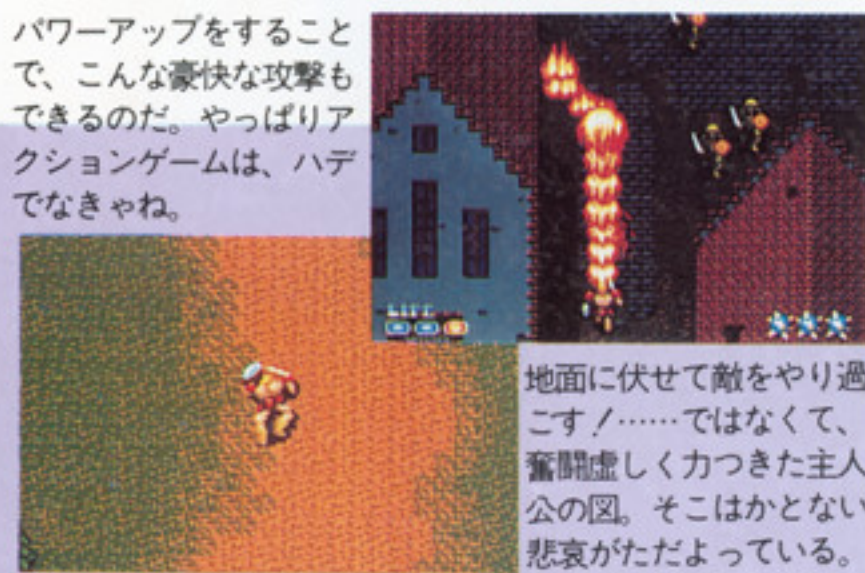 パワーアップをすること
で、こんな豪快な攻撃も
できるのだ。やっぱりア
クションゲームは、ハデ
でなきゃね。
LIFE
地面に伏せて敵をやり過
こす！……ではなくて、
奮闘虚しく力つきた主人
公の図。そこはかとない
悲哀がただよっている。